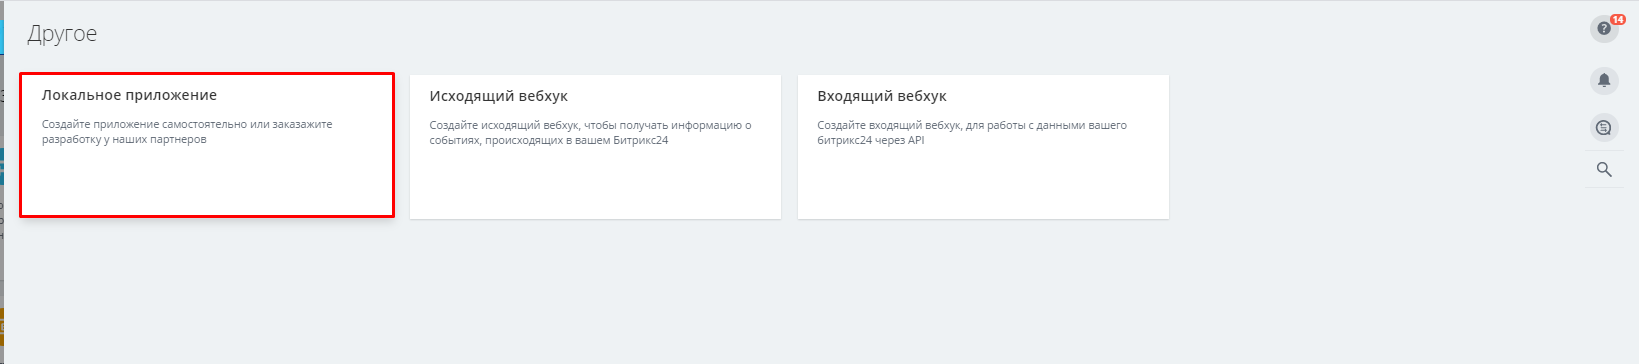 Другое
14
?
Локальное приложение
Создайте приложение самостоятельно или заказажите
разработку у наших партнеров
Исходящий вебхук
Создайте исходящий вебхук, чтобы получать информацию о
событиях, происходящих в вашем Битрикс24
Входящий вебхук
Создайте входящий вебхук, для работы с данными вашего
битрикс24 через API